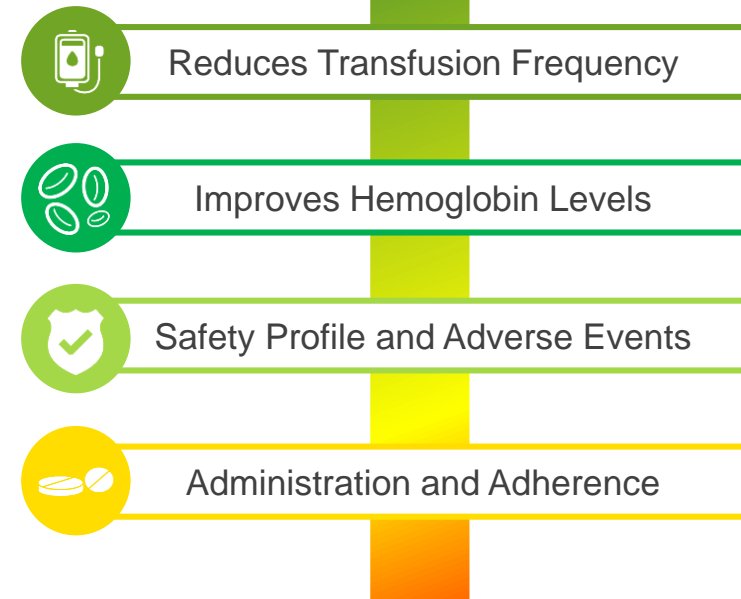 Reduces Transfusion Frequency
Improves Hemoglobin Levels
Safety Profile and Adverse Events
Administration and Adherence